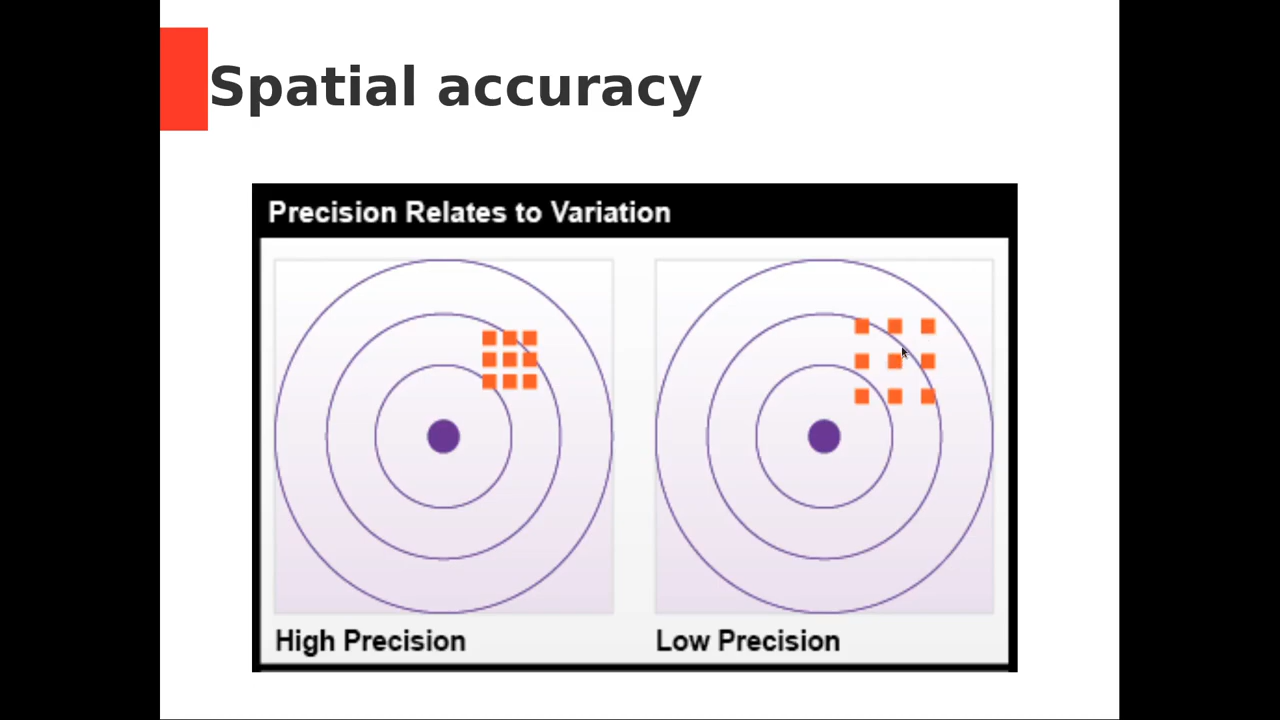 Spatial accuracy
Precision Relates to Variation
High Precision
Low Precision